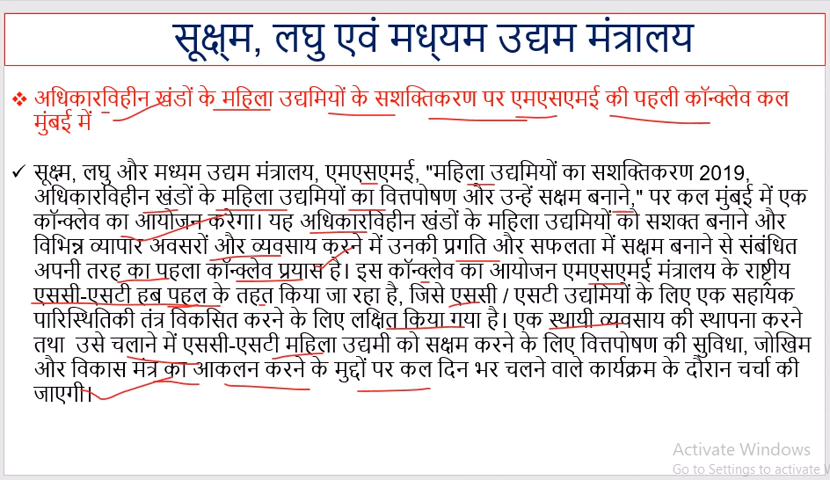 सूक्ष्म, लघु एवं मध्यम उद्यम मंत्रालय
❖ अधिकारविहीन खंडों के महिला उद्यमियों के सशक्तिकरण पर एमएसएमई की पहली कॉन्क्लेव कल
मुंबई में
✓ सूक्ष्म, लघु और मध्यम उद्यम मंत्रालय, एमएसएमई, "महिला उद्यमियों का सशक्तिकरण 2019,
अधिकारविहीन खंडों के महिला उद्यमियों का वित्तपोषण और उन्हें सक्षम बनाने," पर कल मुंबई में एक
कॉन्क्लेव का आयोजन करेगा। यह अधिकारविहीन खंडों के महिला उद्यमियों को सशक्त बनाने और
विभिन्न व्यापार अवसरों और व्यवसाय करने में उनकी प्रगति और सफलता में सक्षम बनाने से संबंधित
अपनी तरह का पहला कॉन्क्लेव प्रयास है। इस कॉन्क्लेव का आयोजन एमएसएमई मंत्रालय के राष्ट्रीय
एससी-एसटी हब पहल के तहत किया जा रहा है, जिसे एससी / एसटी उद्यमियों के लिए एक सहायक
पारिस्थितिकी तंत्र विकसित करने के लिए लक्षित किया गया है। एक स्थायी व्यवसाय की स्थापना करने
तथा उसे चलाने में एससी-एसटी महिला उद्यमी को सक्षम करने के लिए वित्तपोषण की सुविधा, जोखिम
और विकास मंत्र का आकलन करने के मुद्दों पर कल दिन भर चलने वाले कार्यक्रम के दौरान चर्चा की
जाएगी।
Activate Windows
Go to Settings to activate W